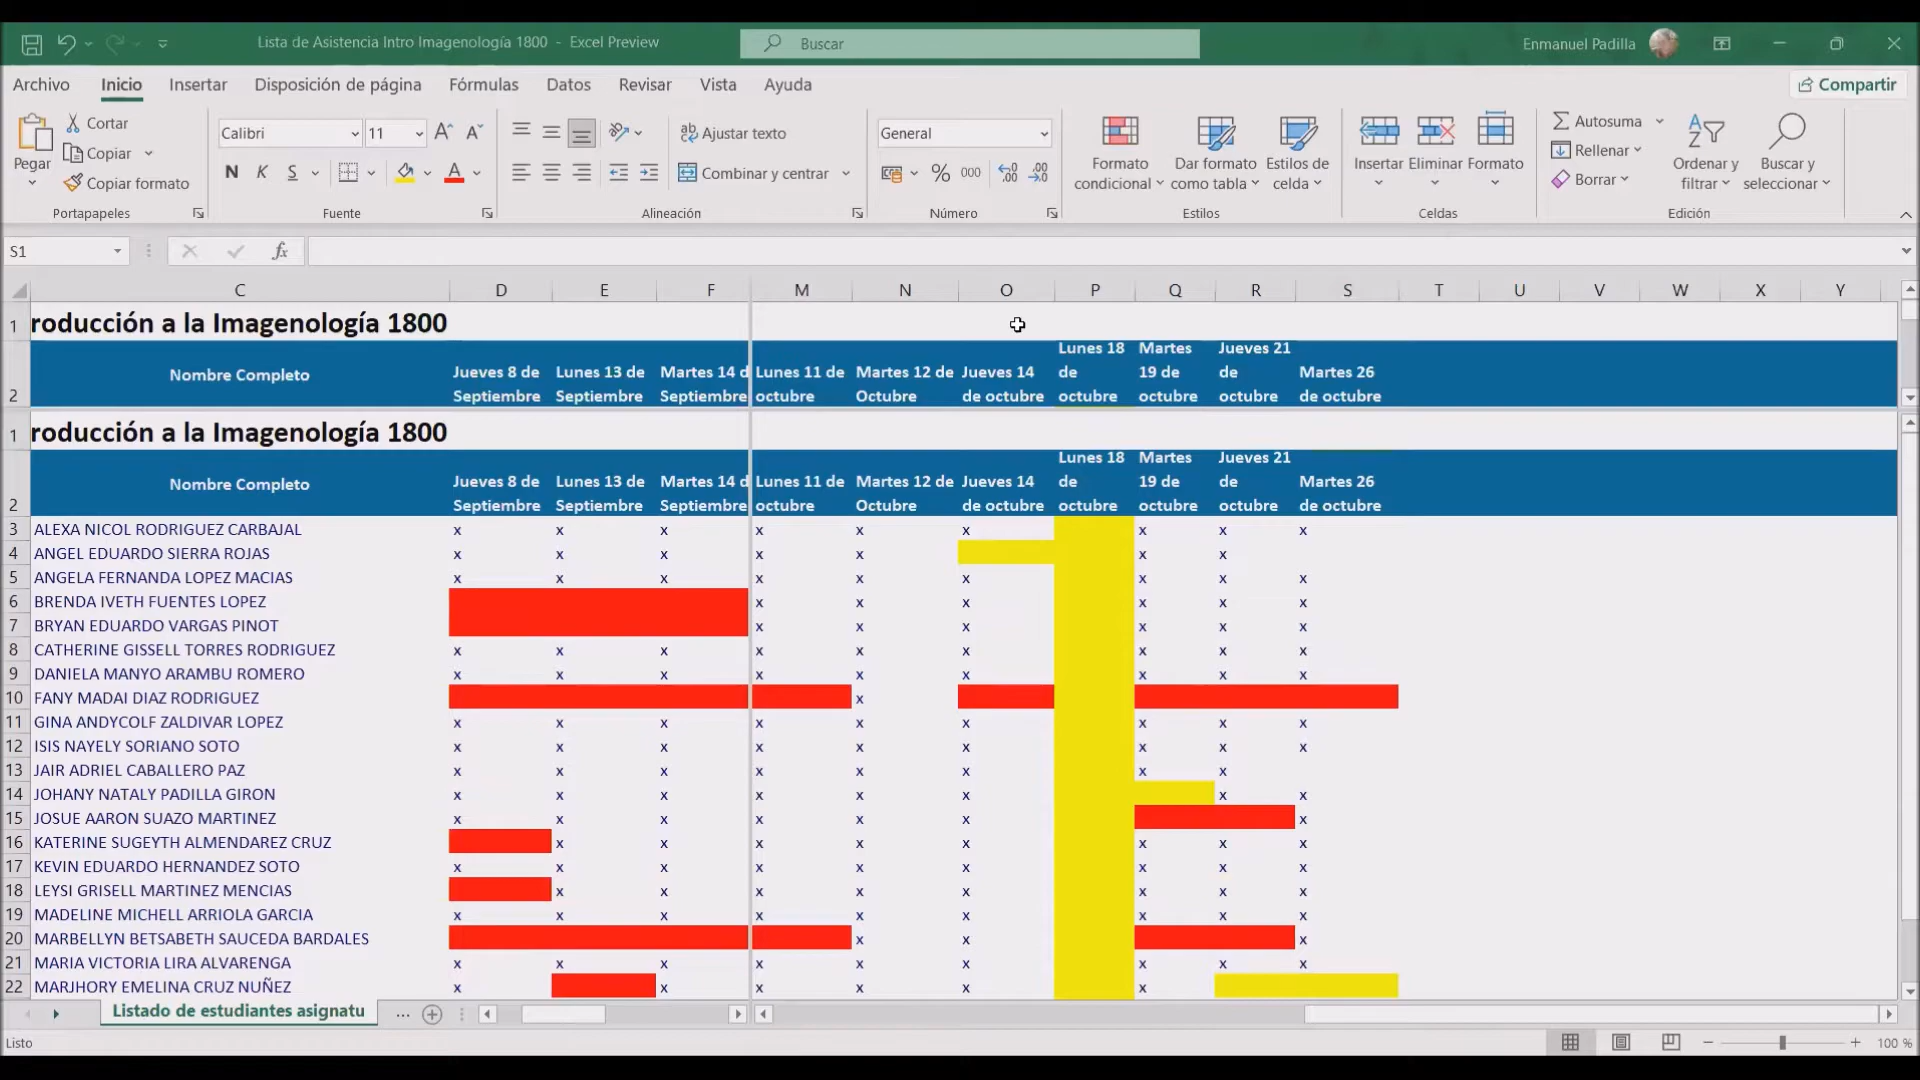 Lista de Asistencia Intro Imagenología 1800 - Excel Preview
Buscar
Enmanuel Padilla
Archivo Inicio Insertar Disposición de página Fórmulas Datos Revisar Vista Ayuda
Compartir
Pegar
Cortar
Copiar
Copiar formato
Portapapeles
Calibri 11
N K S A
Fuente
Ajustar texto
Combinar y centrar
Alineación
General
% 000
Número
Formato condicional
Dar formato como tabla
Estilos de celda
Estilos
Insertar Eliminar Formato
Celdas
Autosuma
Rellenar
Borrar
Ordenar y filtrar
Buscar y seleccionar
Edición
S1
fx
C D E F M N O P Q R S T U V W X Y
1 roducción a la Imagenología 1800
2 Nombre Completo Jueves 8 de Septiembre Lunes 13 de Septiembre Martes 14 d Septiembre Lunes 11 de octubre Martes 12 de Octubre Jueves 14 de octubre Lunes 18 de octubre Martes 19 de octubre Jueves 21 de octubre Martes 26 de octubre
1 roducción a la Imagenología 1800
2 Nombre Completo Jueves 8 de Septiembre Lunes 13 de Septiembre Martes 14 d Septiembre Lunes 11 de octubre Martes 12 de Octubre Jueves 14 de octubre Lunes 18 de octubre Martes 19 de octubre Jueves 21 de octubre Martes 26 de octubre
3 ALEXA NICOL RODRIGUEZ CARBAJAL x x x x x x x x x
4 ANGEL EDUARDO SIERRA ROJAS x x x x x x x
5 ANGELA FERNANDA LOPEZ MACIAS x x x x x x x x x
6 BRENDA IVETH FUENTES LOPEZ x x x x x x
7 BRYAN EDUARDO VARGAS PINOT x x x x x x
8 CATHERINE GISSELL TORRES RODRIGUEZ x x x x x x x x x
9 DANIELA MANYO ARAMBU ROMERO x x x x x x x x x
10 FANY MADAI DIAZ RODRIGUEZ x
11 GINA ANDYCOLF ZALDIVAR LOPEZ x x x x x x x x x
12 ISIS NAYELY SORIANO SOTO x x x x x x x x x
13 JAIR ADRIEL CABALLERO PAZ x x x x x x x x
14 JOHANY NATALY PADILLA GIRON x x x x x x x x
15 JOSUE AARON SUAZO MARTINEZ x x x x x x x
16 KATERINE SUGEYTH ALMENDAREZ CRUZ x x x x x x x x
17 KEVIN EDUARDO HERNANDEZ SOTO x x x x x x x x x
18 LEYSI GRISELL MARTINEZ MENCIAS x x x x x x x x
19 MADELINE MICHELL ARRIOLA GARCIA x x x x x x x x x
20 MARBELLYN BETSABETH SAUCEDA BARDALES x x x
21 MARIA VICTORIA LIRA ALVARENGA x x x x x x x x x
22 MARJHORY EMELINA CRUZ NUÑEZ x x x x x x
Listado de estudiantes asignatu ...
Listo
100 %